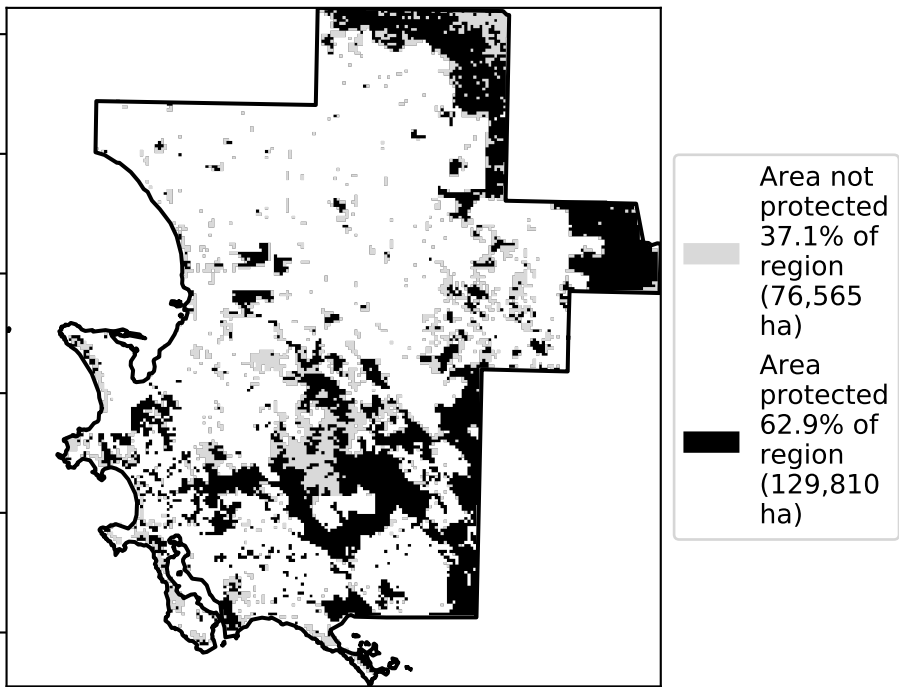 Area not
protected
37.1% of
region
(76,565
ha)
Area
protected
62.9% of
region
(129,810
ha)